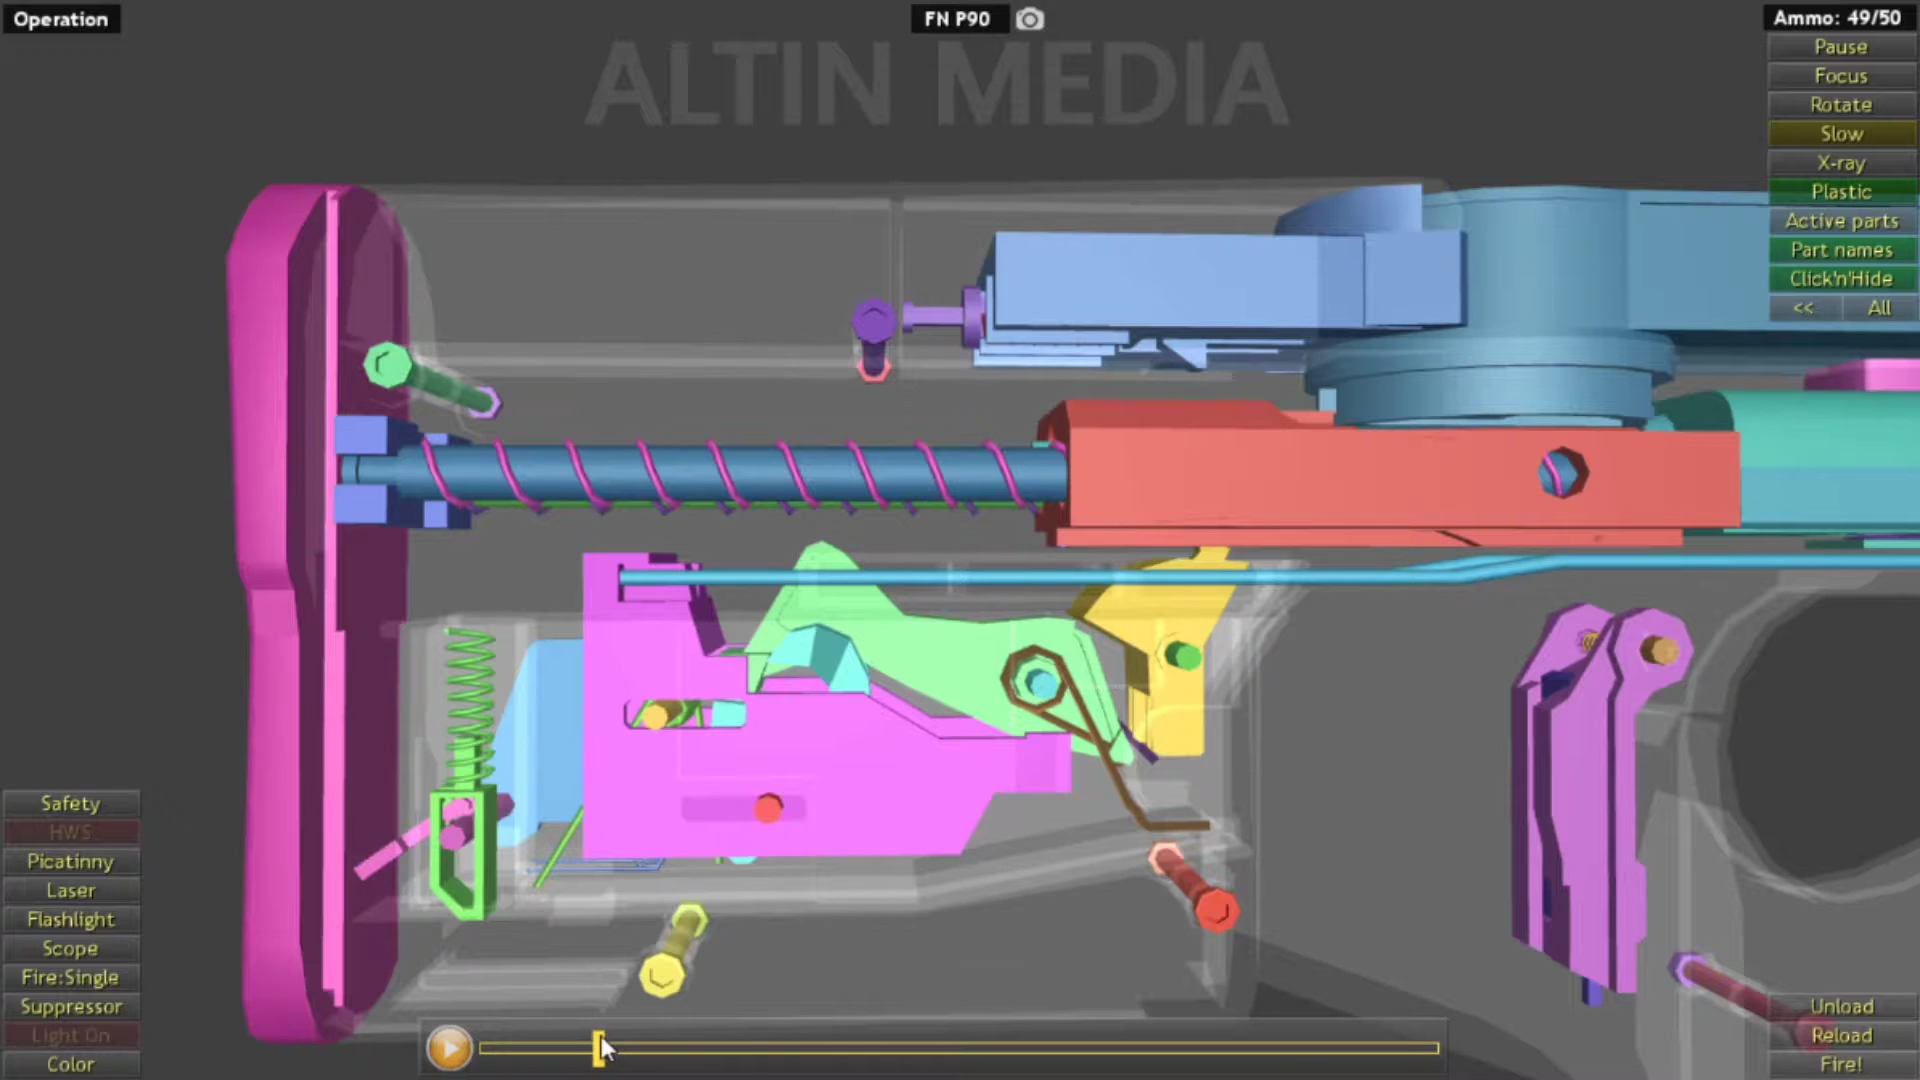 Operation
FN P90
Ammo: 49/50
ALTIN MEDIA
Pause
Focus
Rotate
Slow
X-ray
Plastic
Active parts
Part names
Click'n'Hide
<< All
Safety
HWS
Picatinny
Laser
Flashlight
Scope
Fire:Single
Suppressor
Light On
Color
Unload
Reload
Fire!